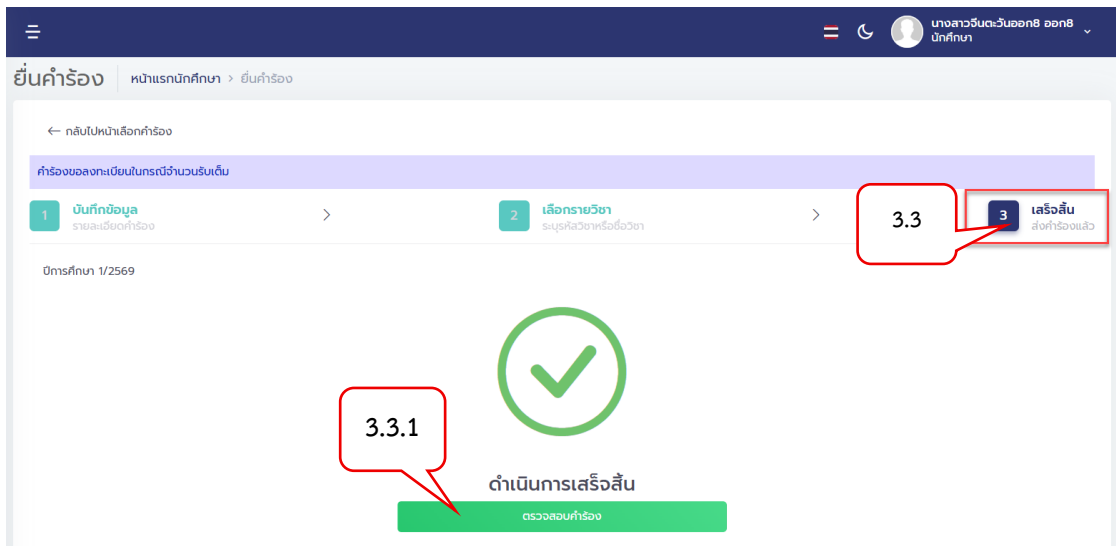 นางสาวจีนตะวันออก8 ออก8
นักศึกษา
ยื่นคำร้อง
หน้าแรกนักศึกษา > ยื่นคำร้อง
← กลับไปหน้าเลือกคำร้อง
คำร้องขอลงทะเบียนในกรณีจำนวนรับเต็ม
1 บันทึกข้อมูล
รายละเอียดคำร้อง
2 เลือกรายวิชา
ระบุรหัสวิชาหรือชื่อวิชา
3.3
3 เสร็จสิ้น
ส่งคำร้องแล้ว
ปีการศึกษา 1/2569
3.3.1
ดำเนินการเสร็จสิ้น
ตรวจสอบคำร้อง